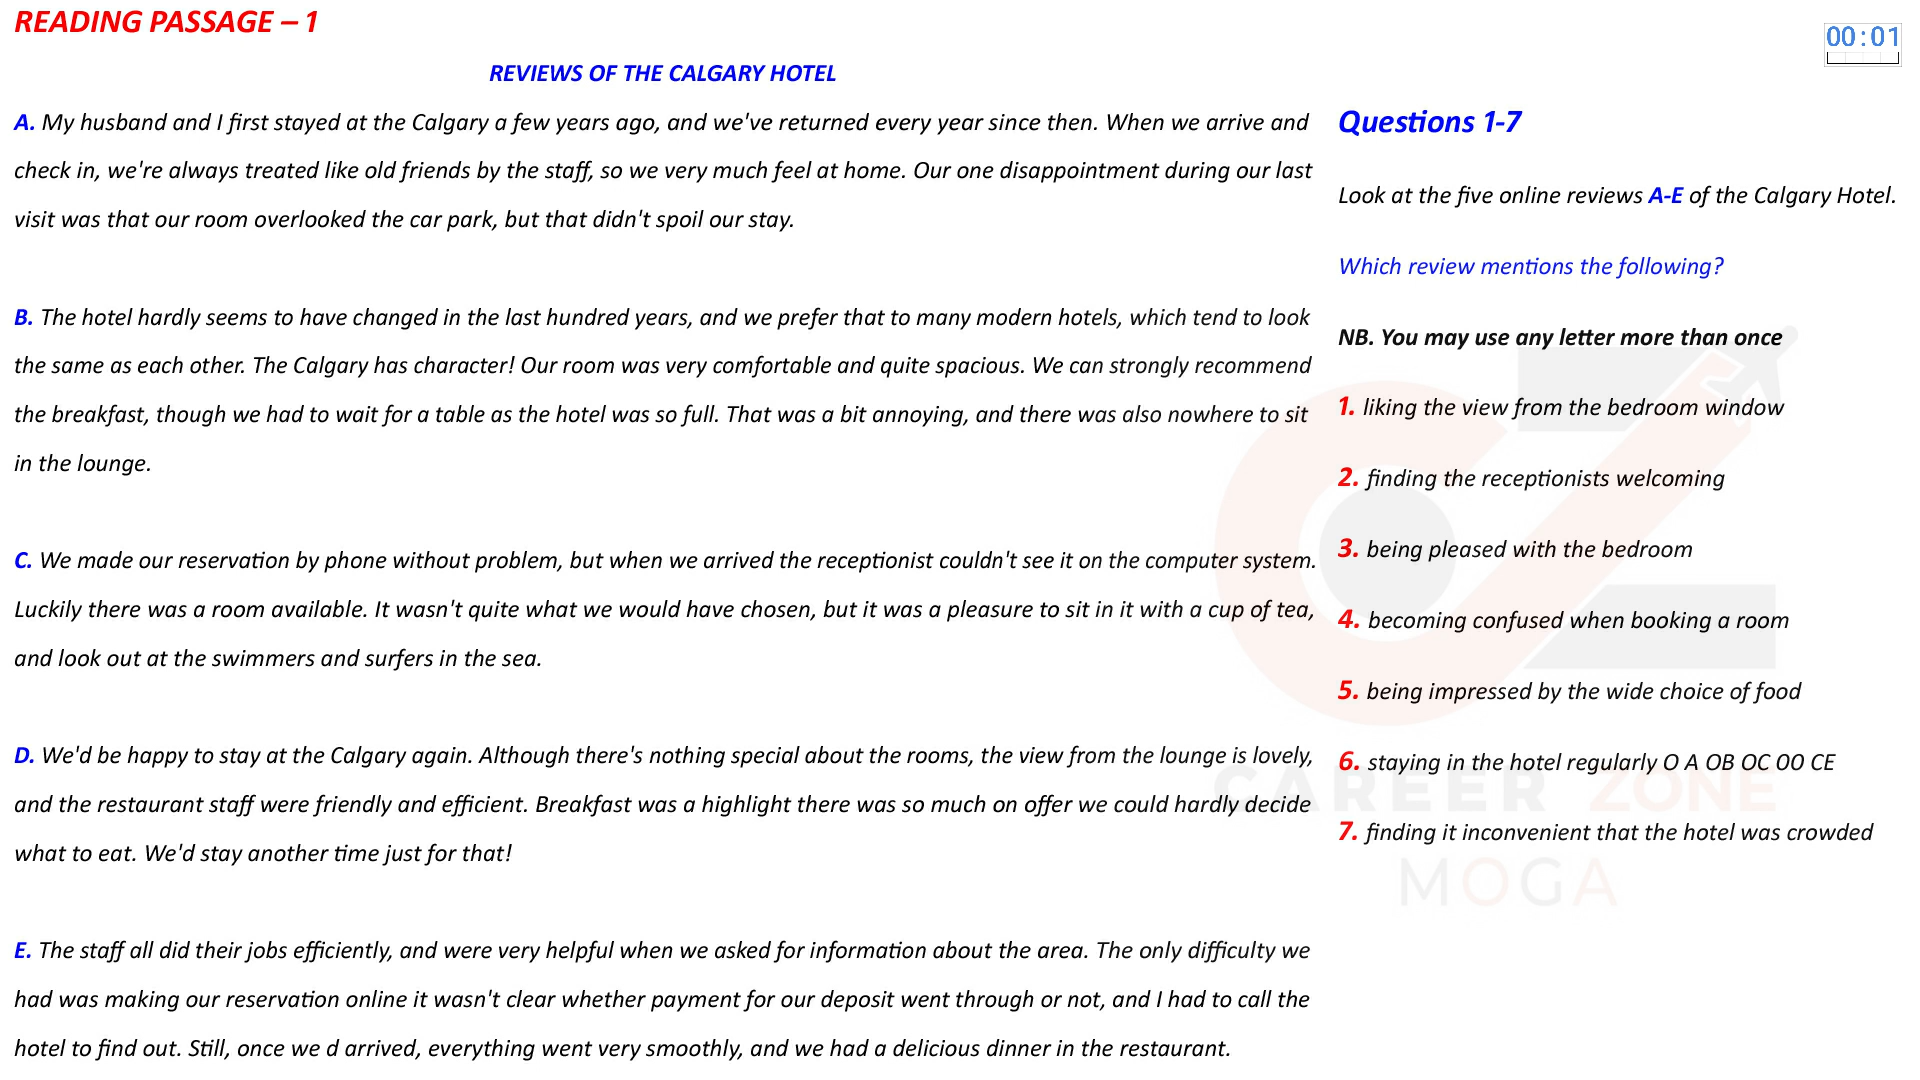 READING PASSAGE – 1
00:01
REVIEWS OF THE CALGARY HOTEL
A. My husband and I first stayed at the Calgary a few years ago, and we've returned every year since then. When we arrive and
check in, we're always treated like old friends by the staff, so we very much feel at home. Our one disappointment during our last
visit was that our room overlooked the car park, but that didn't spoil our stay.
B. The hotel hardly seems to have changed in the last hundred years, and we prefer that to many modern hotels, which tend to look
the same as each other. The Calgary has character! Our room was very comfortable and quite spacious. We can strongly recommend
the breakfast, though we had to wait for a table as the hotel was so full. That was a bit annoying, and there was also nowhere to sit
in the lounge.
C. We made our reservation by phone without problem, but when we arrived the receptionist couldn't see it on the computer system.
Luckily there was a room available. It wasn't quite what we would have chosen, but it was a pleasure to sit in it with a cup of tea,
and look out at the swimmers and surfers in the sea.
D. We'd be happy to stay at the Calgary again. Although there's nothing special about the rooms, the view from the lounge is lovely,
and the restaurant staff were friendly and efficient. Breakfast was a highlight there was so much on offer we could hardly decide
what to eat. We'd stay another time just for that!
E. The staff all did their jobs efficiently, and were very helpful when we asked for information about the area. The only difficulty we
had was making our reservation online it wasn't clear whether payment for our deposit went through or not, and I had to call the
hotel to find out. Still, once we d arrived, everything went very smoothly, and we had a delicious dinner in the restaurant.
Questions 1-7
Look at the five online reviews A-E of the Calgary Hotel.
Which review mentions the following?
NB. You may use any letter more than once
1. liking the view from the bedroom window
2. finding the receptionists welcoming
3. being pleased with the bedroom
4. becoming confused when booking a room
5. being impressed by the wide choice of food
6. staying in the hotel regularly O A OB OC 00 CE
7. finding it inconvenient that the hotel was crowded
CAREER ZONE
MOGA